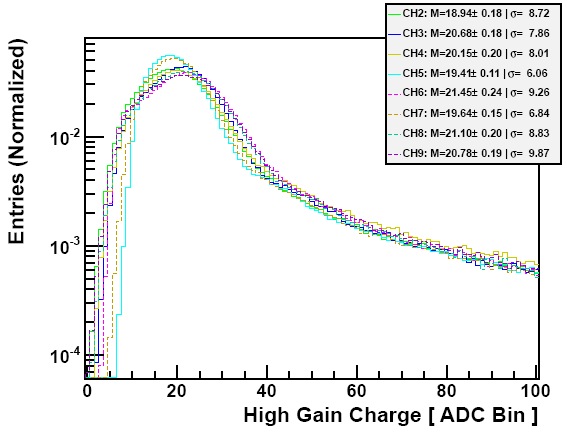 CH2: M=18.94± 0.18 | σ= 8.72
CH3: M=20.68± 0.18 | σ= 7.86
CH4: M=20.15± 0.20 | σ= 8.01
CH5: M=19.41± 0.11 | σ= 6.06
CH6: M=21.45± 0.24 | σ= 9.26
CH7: M=19.64± 0.15 | σ= 6.84
CH8: M=21.10± 0.20 | σ= 8.83
CH9: M=20.78± 0.19 | σ= 9.87
Entries (Normalized)
10⁻²
10⁻³
10⁻⁴
0 20 40 60 80 100
High Gain Charge [ ADC Bin ]